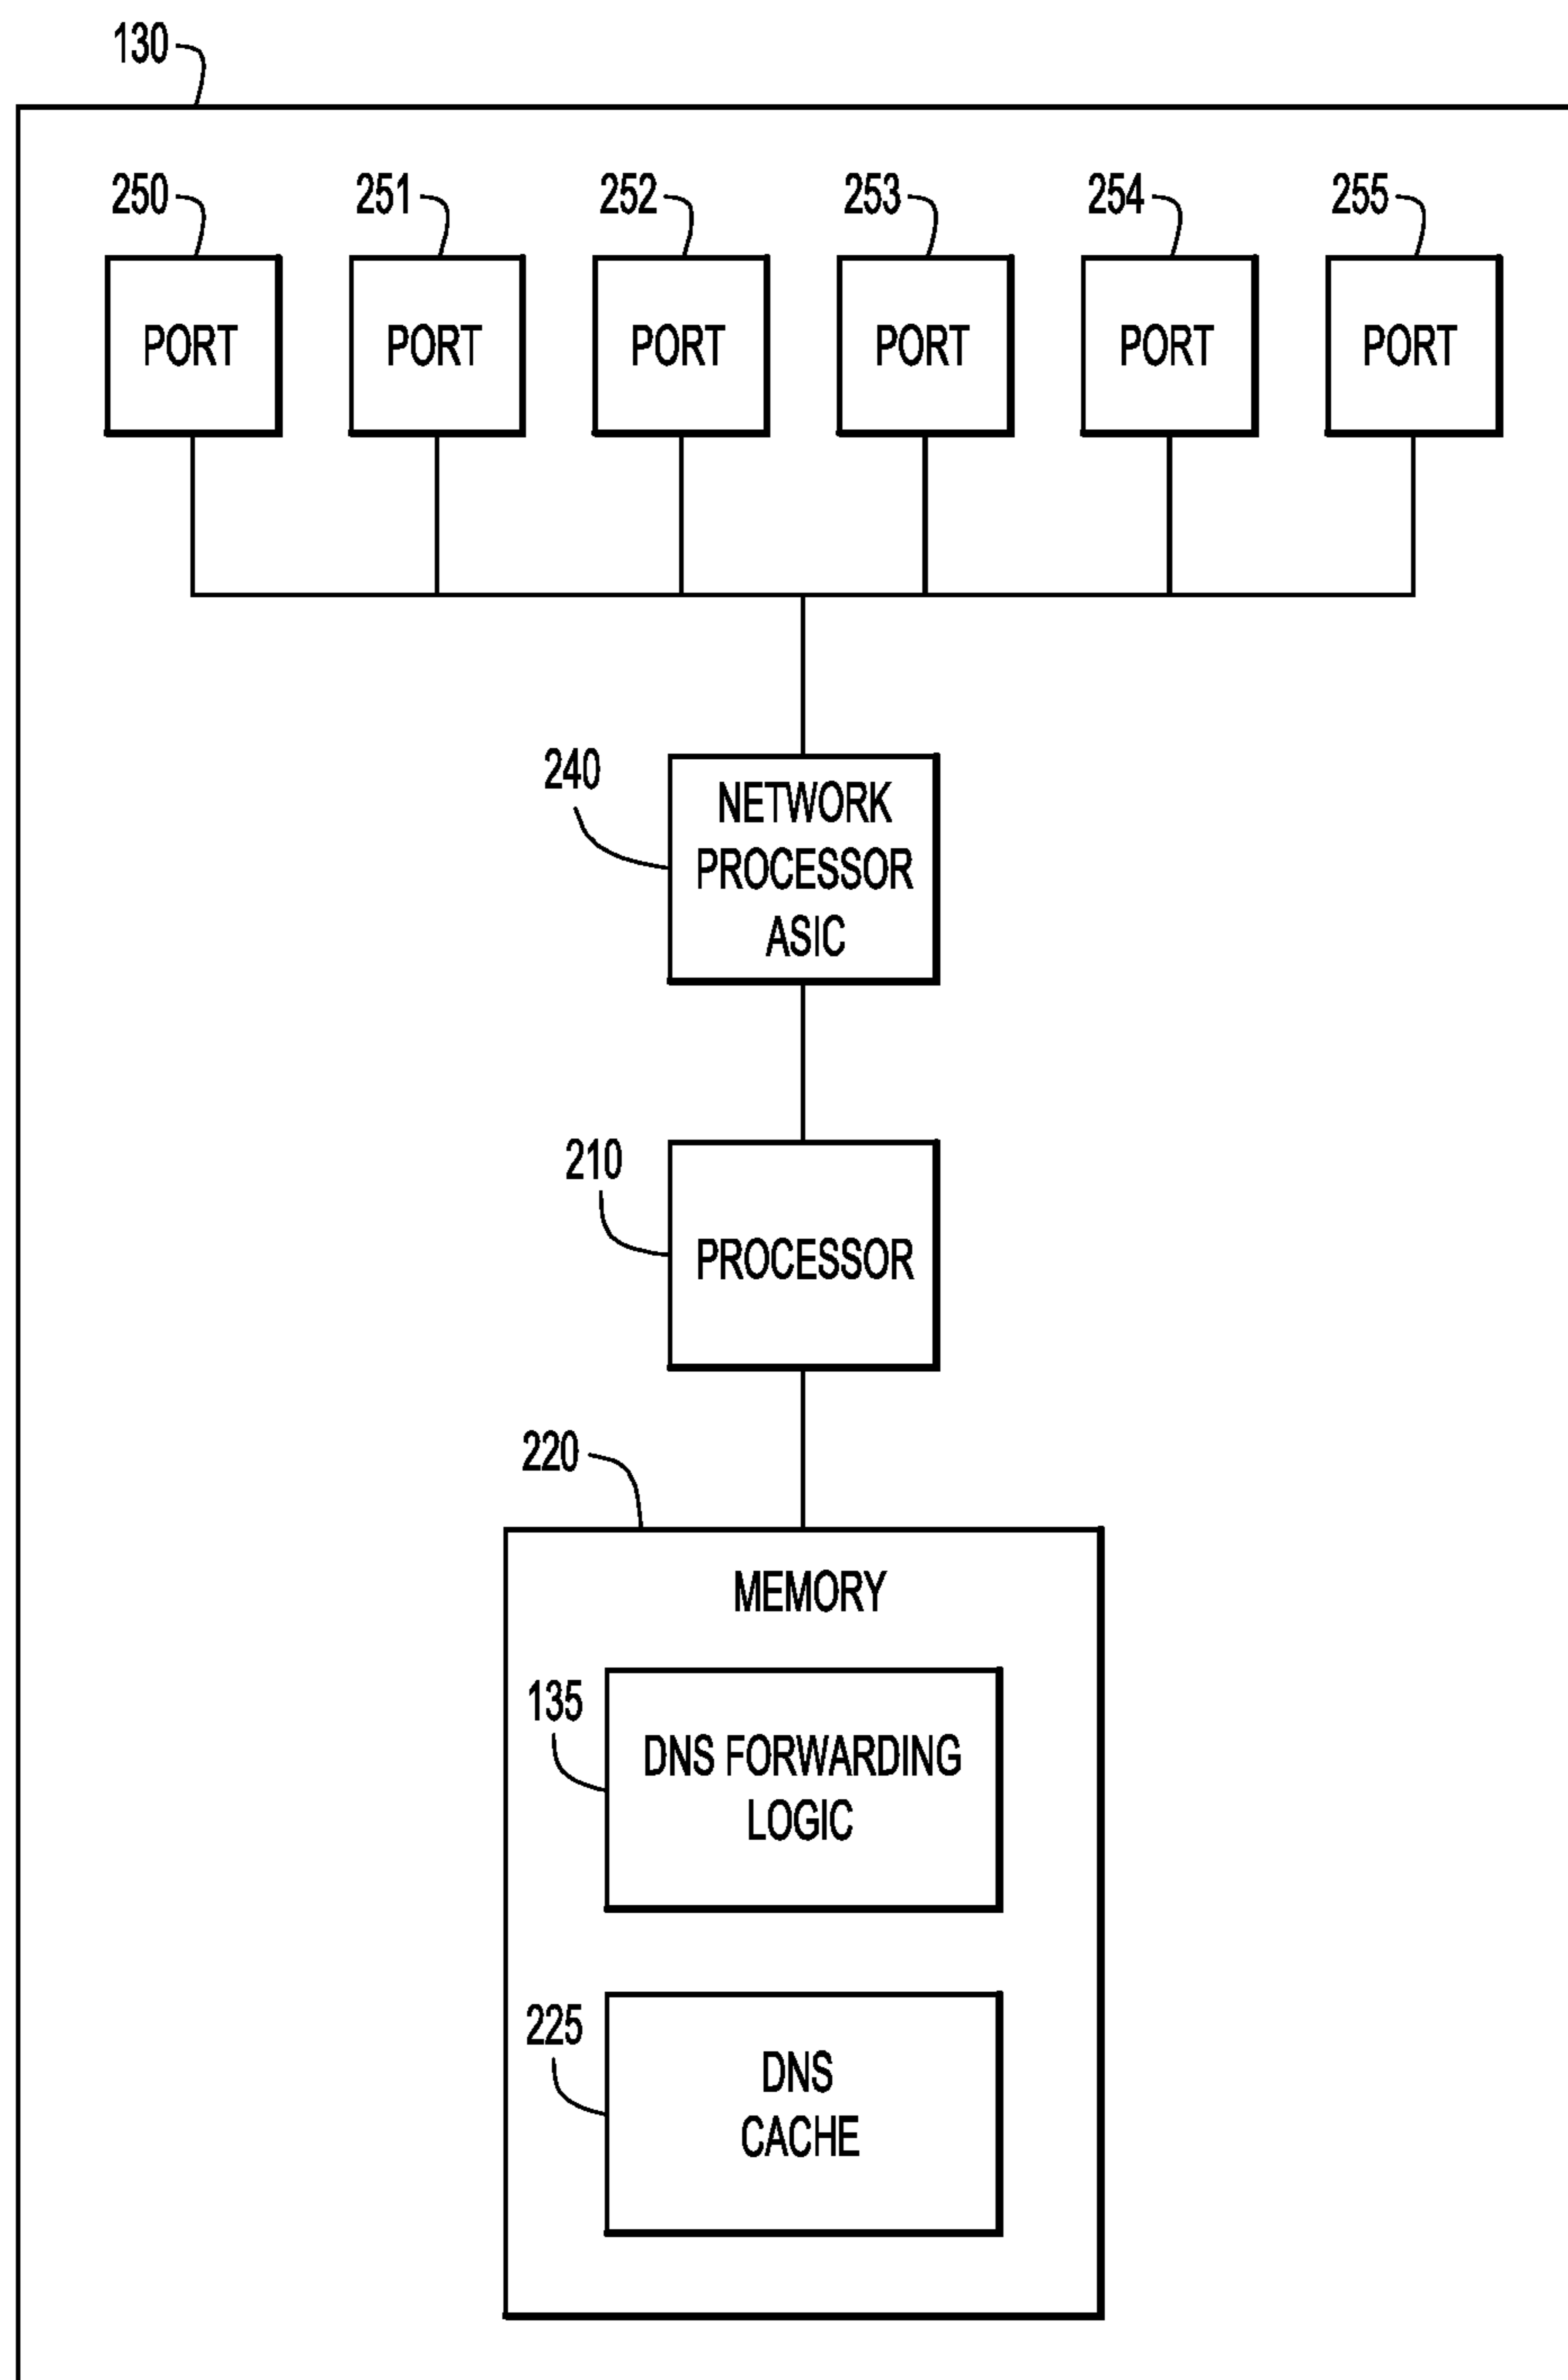 130
250 251 252 253 254 255
PORT PORT PORT PORT PORT PORT
240
NETWORK
PROCESSOR
ASIC
210
PROCESSOR
220
MEMORY
135
DNS FORWARDING
LOGIC
225
DNS
CACHE